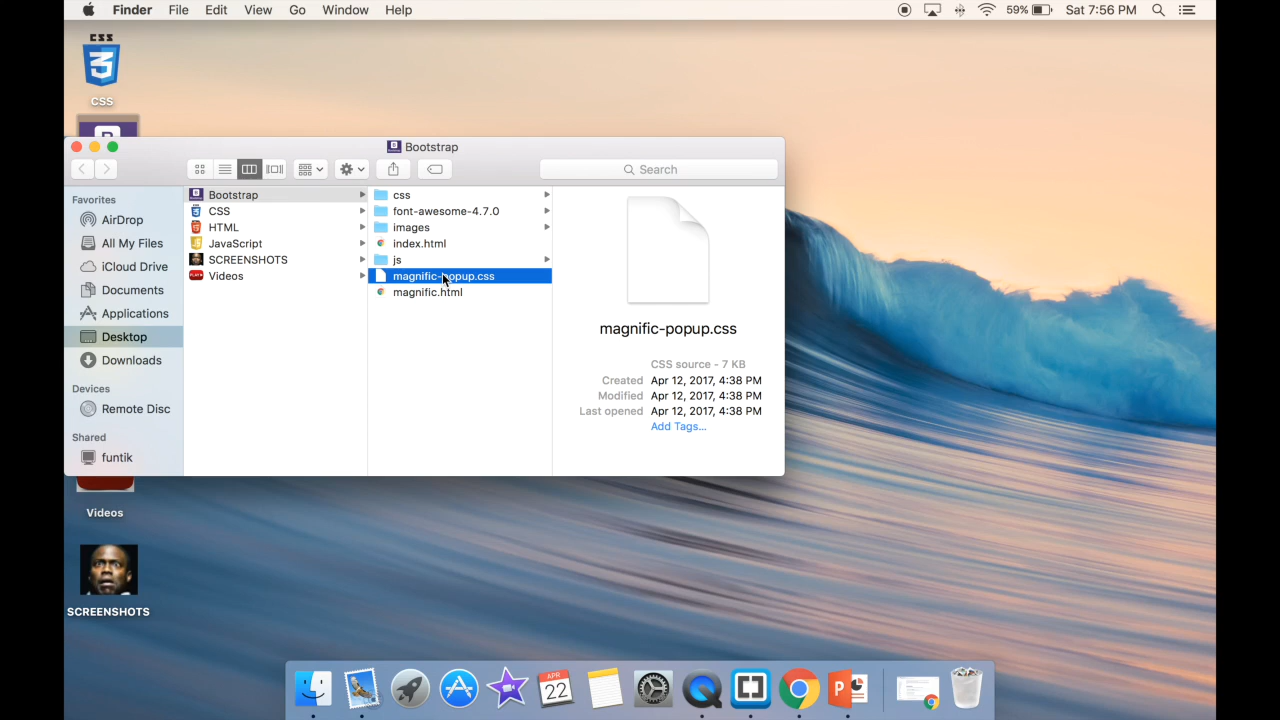 Finder File Edit View Go Window Help 59% Sat 7:56 PM
CSS
3
CSS
B
Bootstrap
Search
Favorites
AirDrop
All My Files
iCloud Drive
Documents
Applications
Desktop
Downloads
Devices
Remote Disc
Shared
funtik
Bootstrap
CSS
HTML
JavaScript
SCREENSHOTS
Videos
css
font-awesome-4.7.0
images
index.html
js
magnific-popup.css
magnific.html
magnific-popup.css
CSS source - 7 KB
Created Apr 12, 2017, 4:38 PM
Modified Apr 12, 2017, 4:38 PM
Last opened Apr 12, 2017, 4:38 PM
Add Tags...
Videos
SCREENSHOTS
APR
22
P